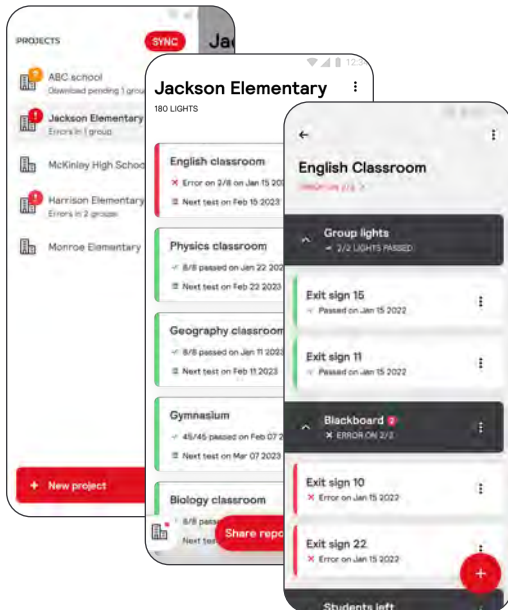 PROJECTS
SYNC
ABC school
Download pending 1
Jackson Elementary
Errors in 1 group
McKinley High
Harrison Elementary
Errors in 2 groups
Monroe Elementary
+ New project
Jackson Elementary
180 LIGHTS
English classroom
Error on 2/8 on Jan 15
Next test on Feb 15 2023
Physics classroom
8/8 passed on Jan 22
Next test on Feb 22 2023
Geography classroom
8/8 passed on Jan 11
Next test on Feb 11 2023
Gymnasium
45/45 passed on Feb 07
Next test on Mar 07 2023
Biology classroom
8/8
Next
Share
English Classroom
ERROR ON 2/2 >
Group lights
2/2 LIGHTS PASSED
Exit sign 15
Passed on Jan 15 2022
Exit sign 11
Passed on Jan 15 2022
Blackboard 2
ERROR ON 2/2
Exit sign 10
Error on Jan 15 2022
Exit sign 22
Error on Jan 15 2022
+
Students left